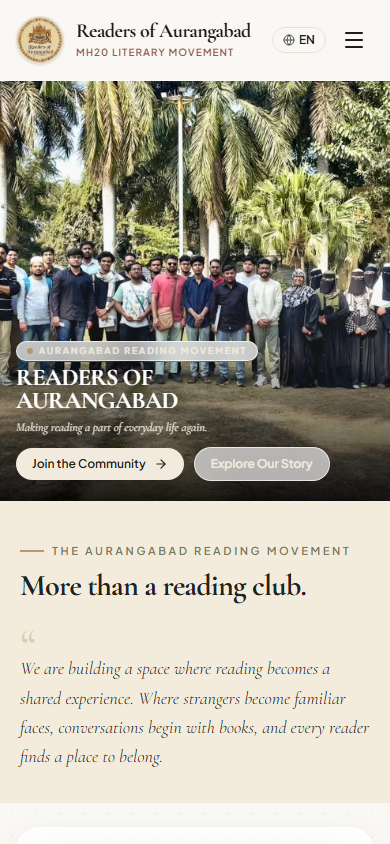 Readers of Aurangabad
MH20 LITERARY MOVEMENT
EN
AURANGABAD READING MOVEMENT
READERS OF
AURANGABAD
Making reading a part of everyday life again.
Join the Community →
Explore Our Story
THE AURANGABAD READING MOVEMENT
More than a reading club.
“
We are building a space where reading becomes a
shared experience. Where strangers become familiar
faces, conversations begin with books, and every reader
finds a place to belong.